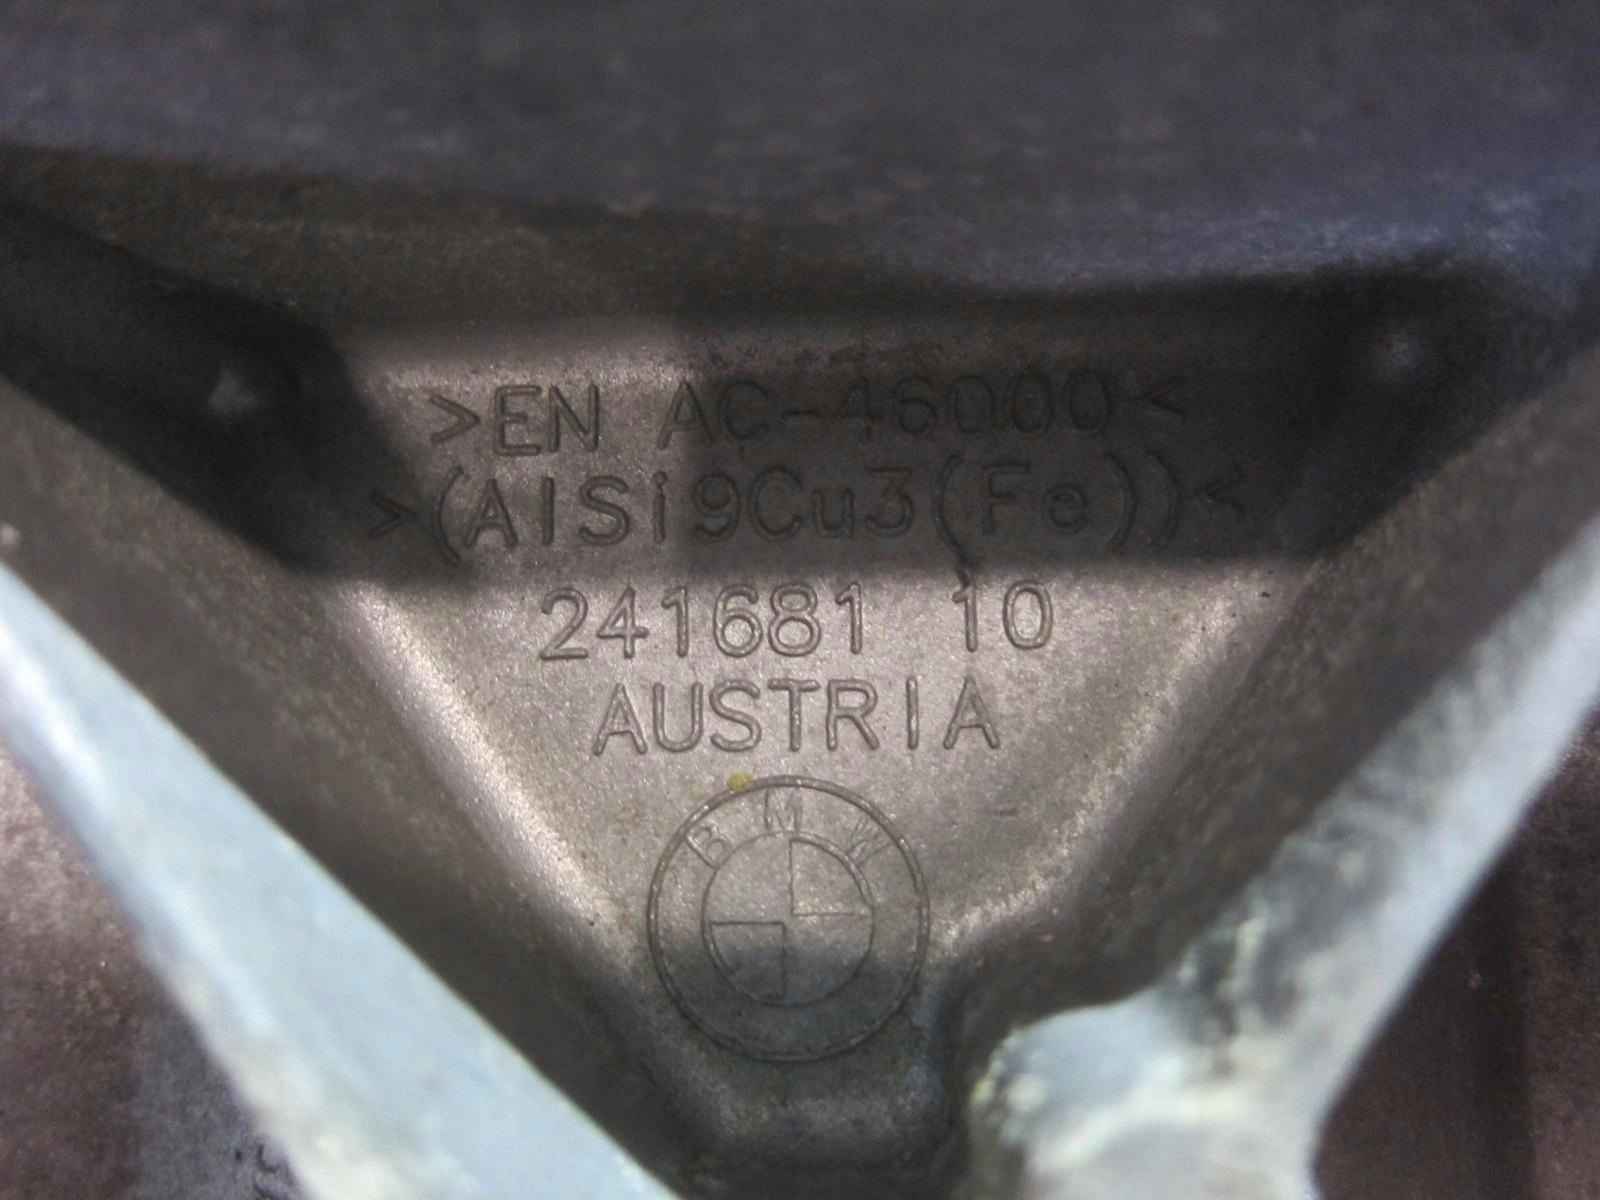 >EN AC-46000<
>(AlSi9Cu3(Fe))<
241681 10
AUSTRIA
BMW